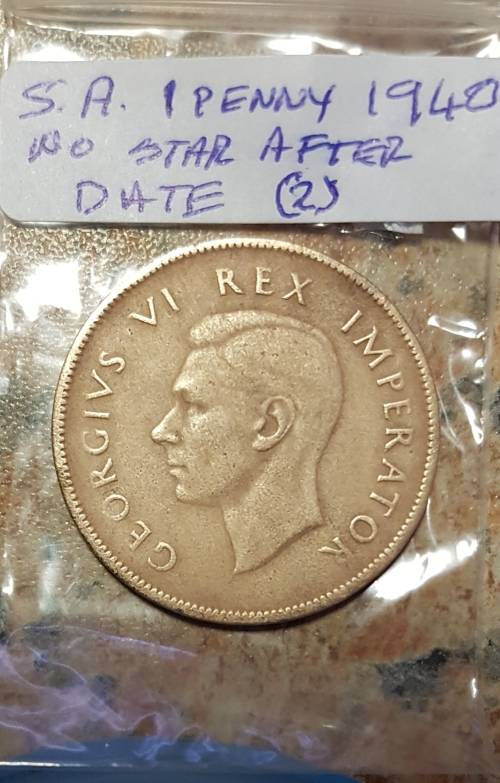 S.A. 1 PENNY 1940
NO STAR AFTER
DATE (2)
GEORGIVS VI REX IMPERATOR